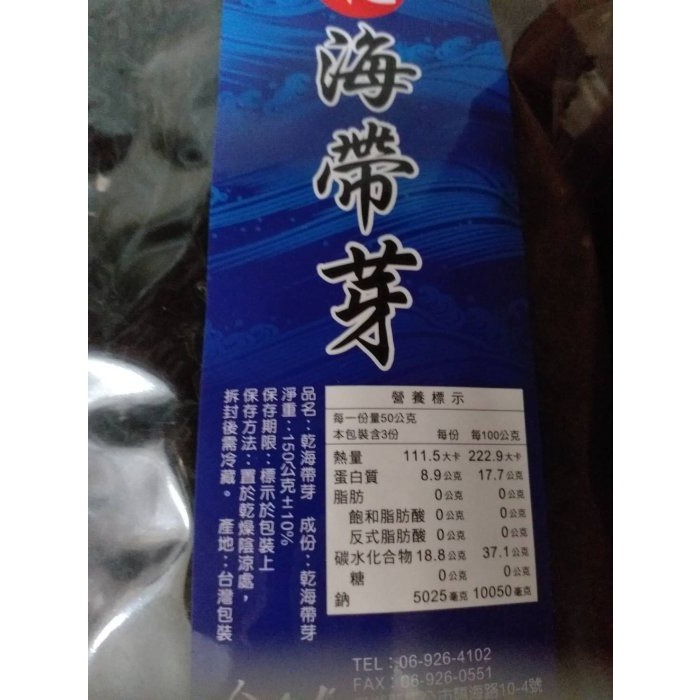 海帶芽
品名：乾海帶芽　成份：乾海帶芽
淨重：150公克±10%
保存期限：標示於包裝上
保存方法：置於乾燥陰涼處，
拆封後需冷藏。　產地：台灣包裝
營養標示
每一份量50公克
本包裝含3份　每份　每100公克
熱量　111.5大卡　222.9大卡
蛋白質　8.9公克　17.7公克
脂肪　0公克　0公克
飽和脂肪酸　0公克　0公克
反式脂肪酸　0公克　0公克
碳水化合物　18.8公克　37.1公克
糖　0公克　0公克
鈉　5025毫克　10050毫克
TEL：06-926-4102
FAX：06-926-0551
海路10-4號